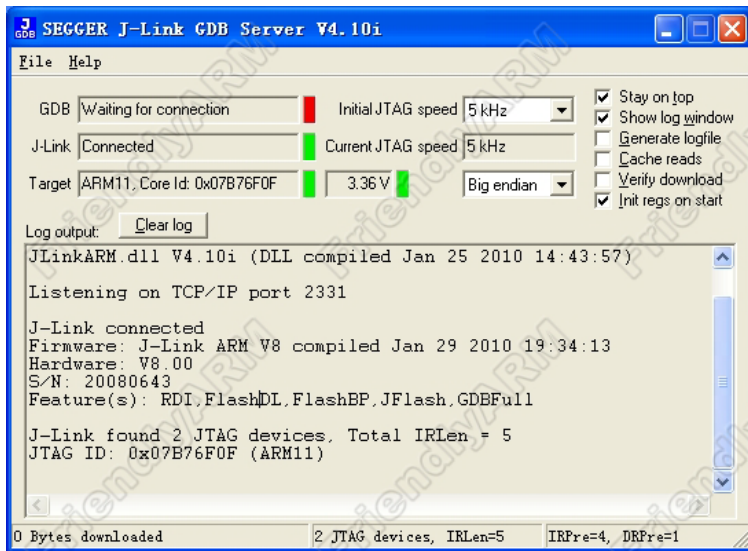 SEGGER J-Link GDB Server V4.10i
File Help
GDB Waiting for connection Initial JTAG speed 5 kHz Stay on top
Show log window
J-Link Connected Current JTAG speed 5 kHz Generate logfile
Cache reads
Target ARM11, Core Id: 0x07B76F0F 3.36 V Big endian Verify download
Init regs on start
Log output: Clear log
JLinkARM.dll V4.10i (DLL compiled Jan 25 2010 14:43:57)
Listening on TCP/IP port 2331
J-Link connected
Firmware: J-Link ARM V8 compiled Jan 29 2010 19:34:13
Hardware: V8.00
S/N: 20080643
Feature(s): RDI,FlashDL,FlashBP,JFlash,GDBFull
J-Link found 2 JTAG devices, Total IRLen = 5
JTAG ID: 0x07B76F0F (ARM11)
0 Bytes downloaded 2 JTAG devices, IRLen=5 IRPre=4, DRPre=1
FriendlyARM